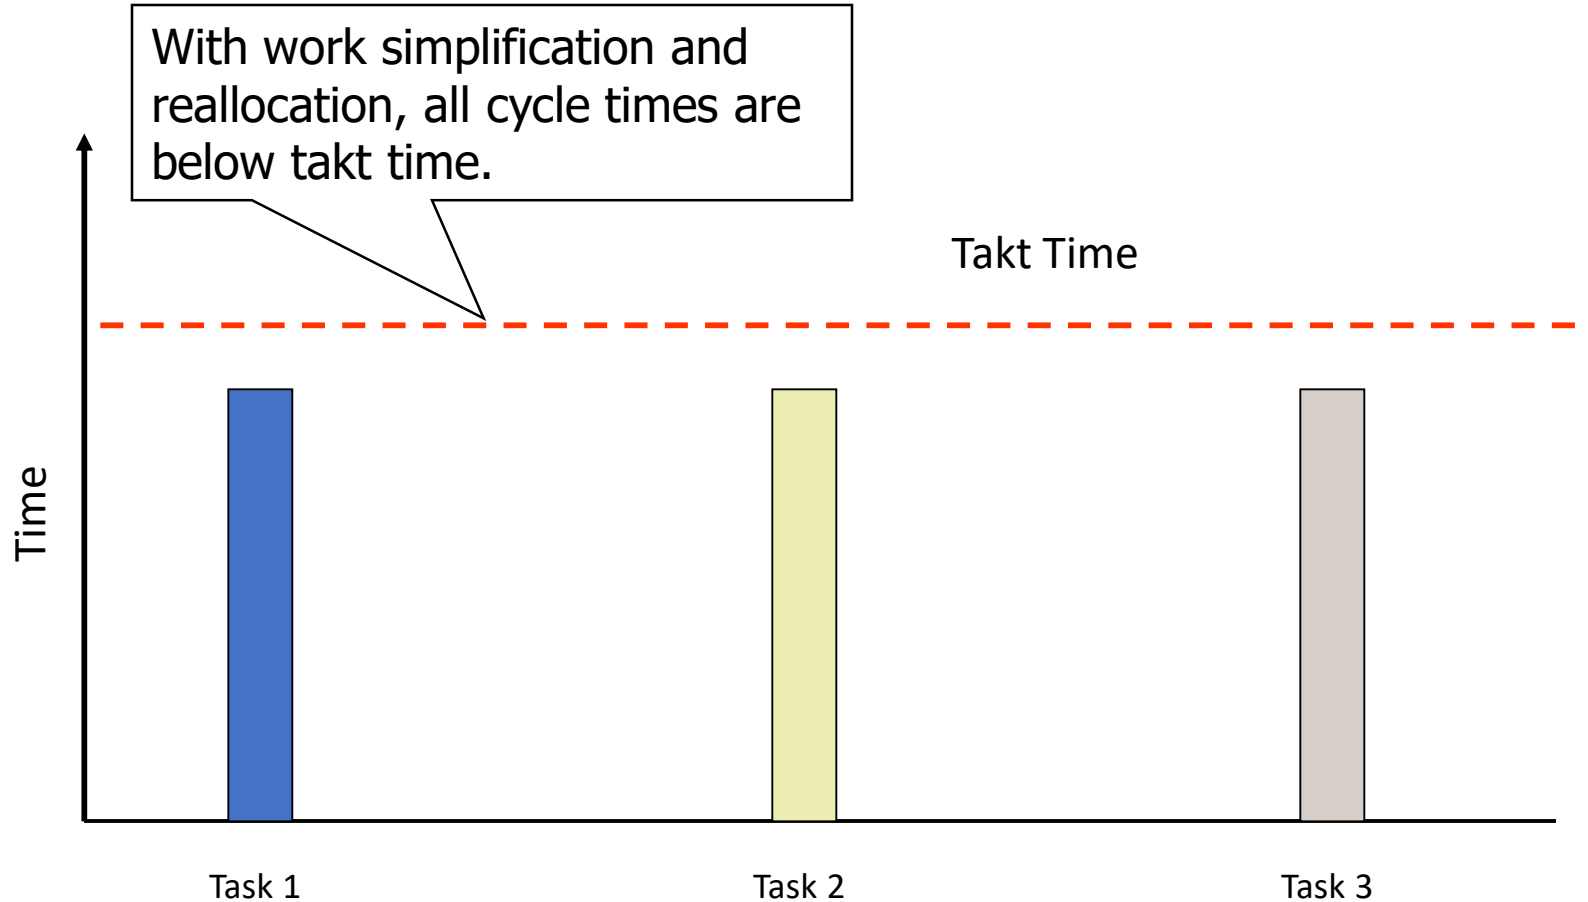 With work simplification and
reallocation, all cycle times are
below takt time.
Takt Time
Time
Task 1
Task 2
Task 3